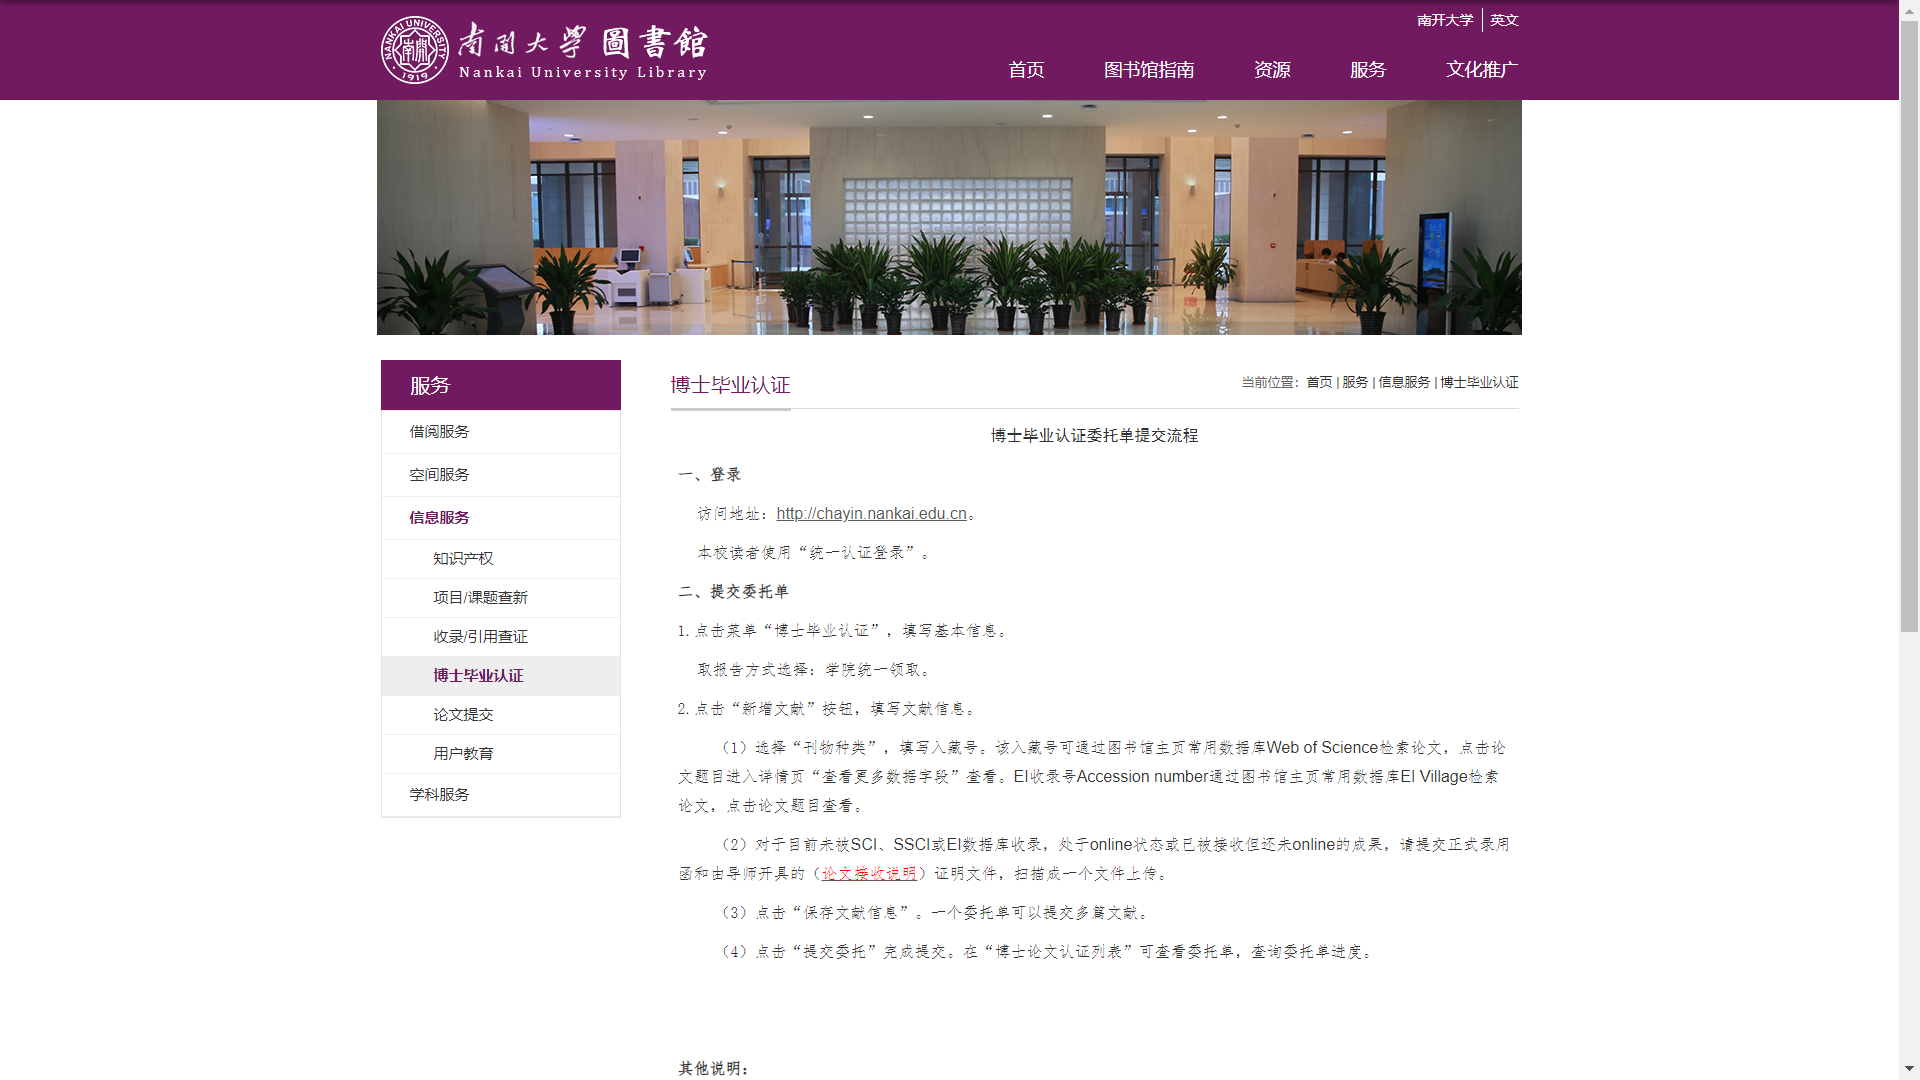 南开大学 英文
南開大學 圖書館
Nankai University Library
NANKAI UNIVERSITY
南開
1919
首页 图书馆指南 资源 服务 文化推广
服务
借阅服务
空间服务
信息服务
知识产权
项目/课题查新
收录/引用查证
博士毕业认证
论文提交
用户教育
学科服务
博士毕业认证
当前位置： 首页 | 服务 | 信息服务 | 博士毕业认证
博士毕业认证委托单提交流程
一、登录
访问地址：http://chayin.nankai.edu.cn。
本校读者使用“统一认证登录”。
二、提交委托单
1. 点击菜单“博士毕业认证”，填写基本信息。
取报告方式选择：学院统一领取。
2. 点击“新增文献”按钮，填写文献信息。
（1）选择“刊物种类”，填写入藏号。该入藏号可通过图书馆主页常用数据库Web of Science检索论文，点击论
文题目进入详情页“查看更多数据字段”查看。EI收录号Accession number通过图书馆主页常用数据库EI Village检索
论文，点击论文题目查看。
（2）对于目前未被SCI、SSCI或EI数据库收录，处于online状态或已被接收但还未online的成果，请提交正式录用
函和由导师开具的（论文接收说明）证明文件，扫描成一个文件上传。
（3）点击“保存文献信息”。一个委托单可以提交多篇文献。
（4）点击“提交委托”完成提交。在“博士论文认证列表”可查看委托单，查询委托单进度。
其他说明：